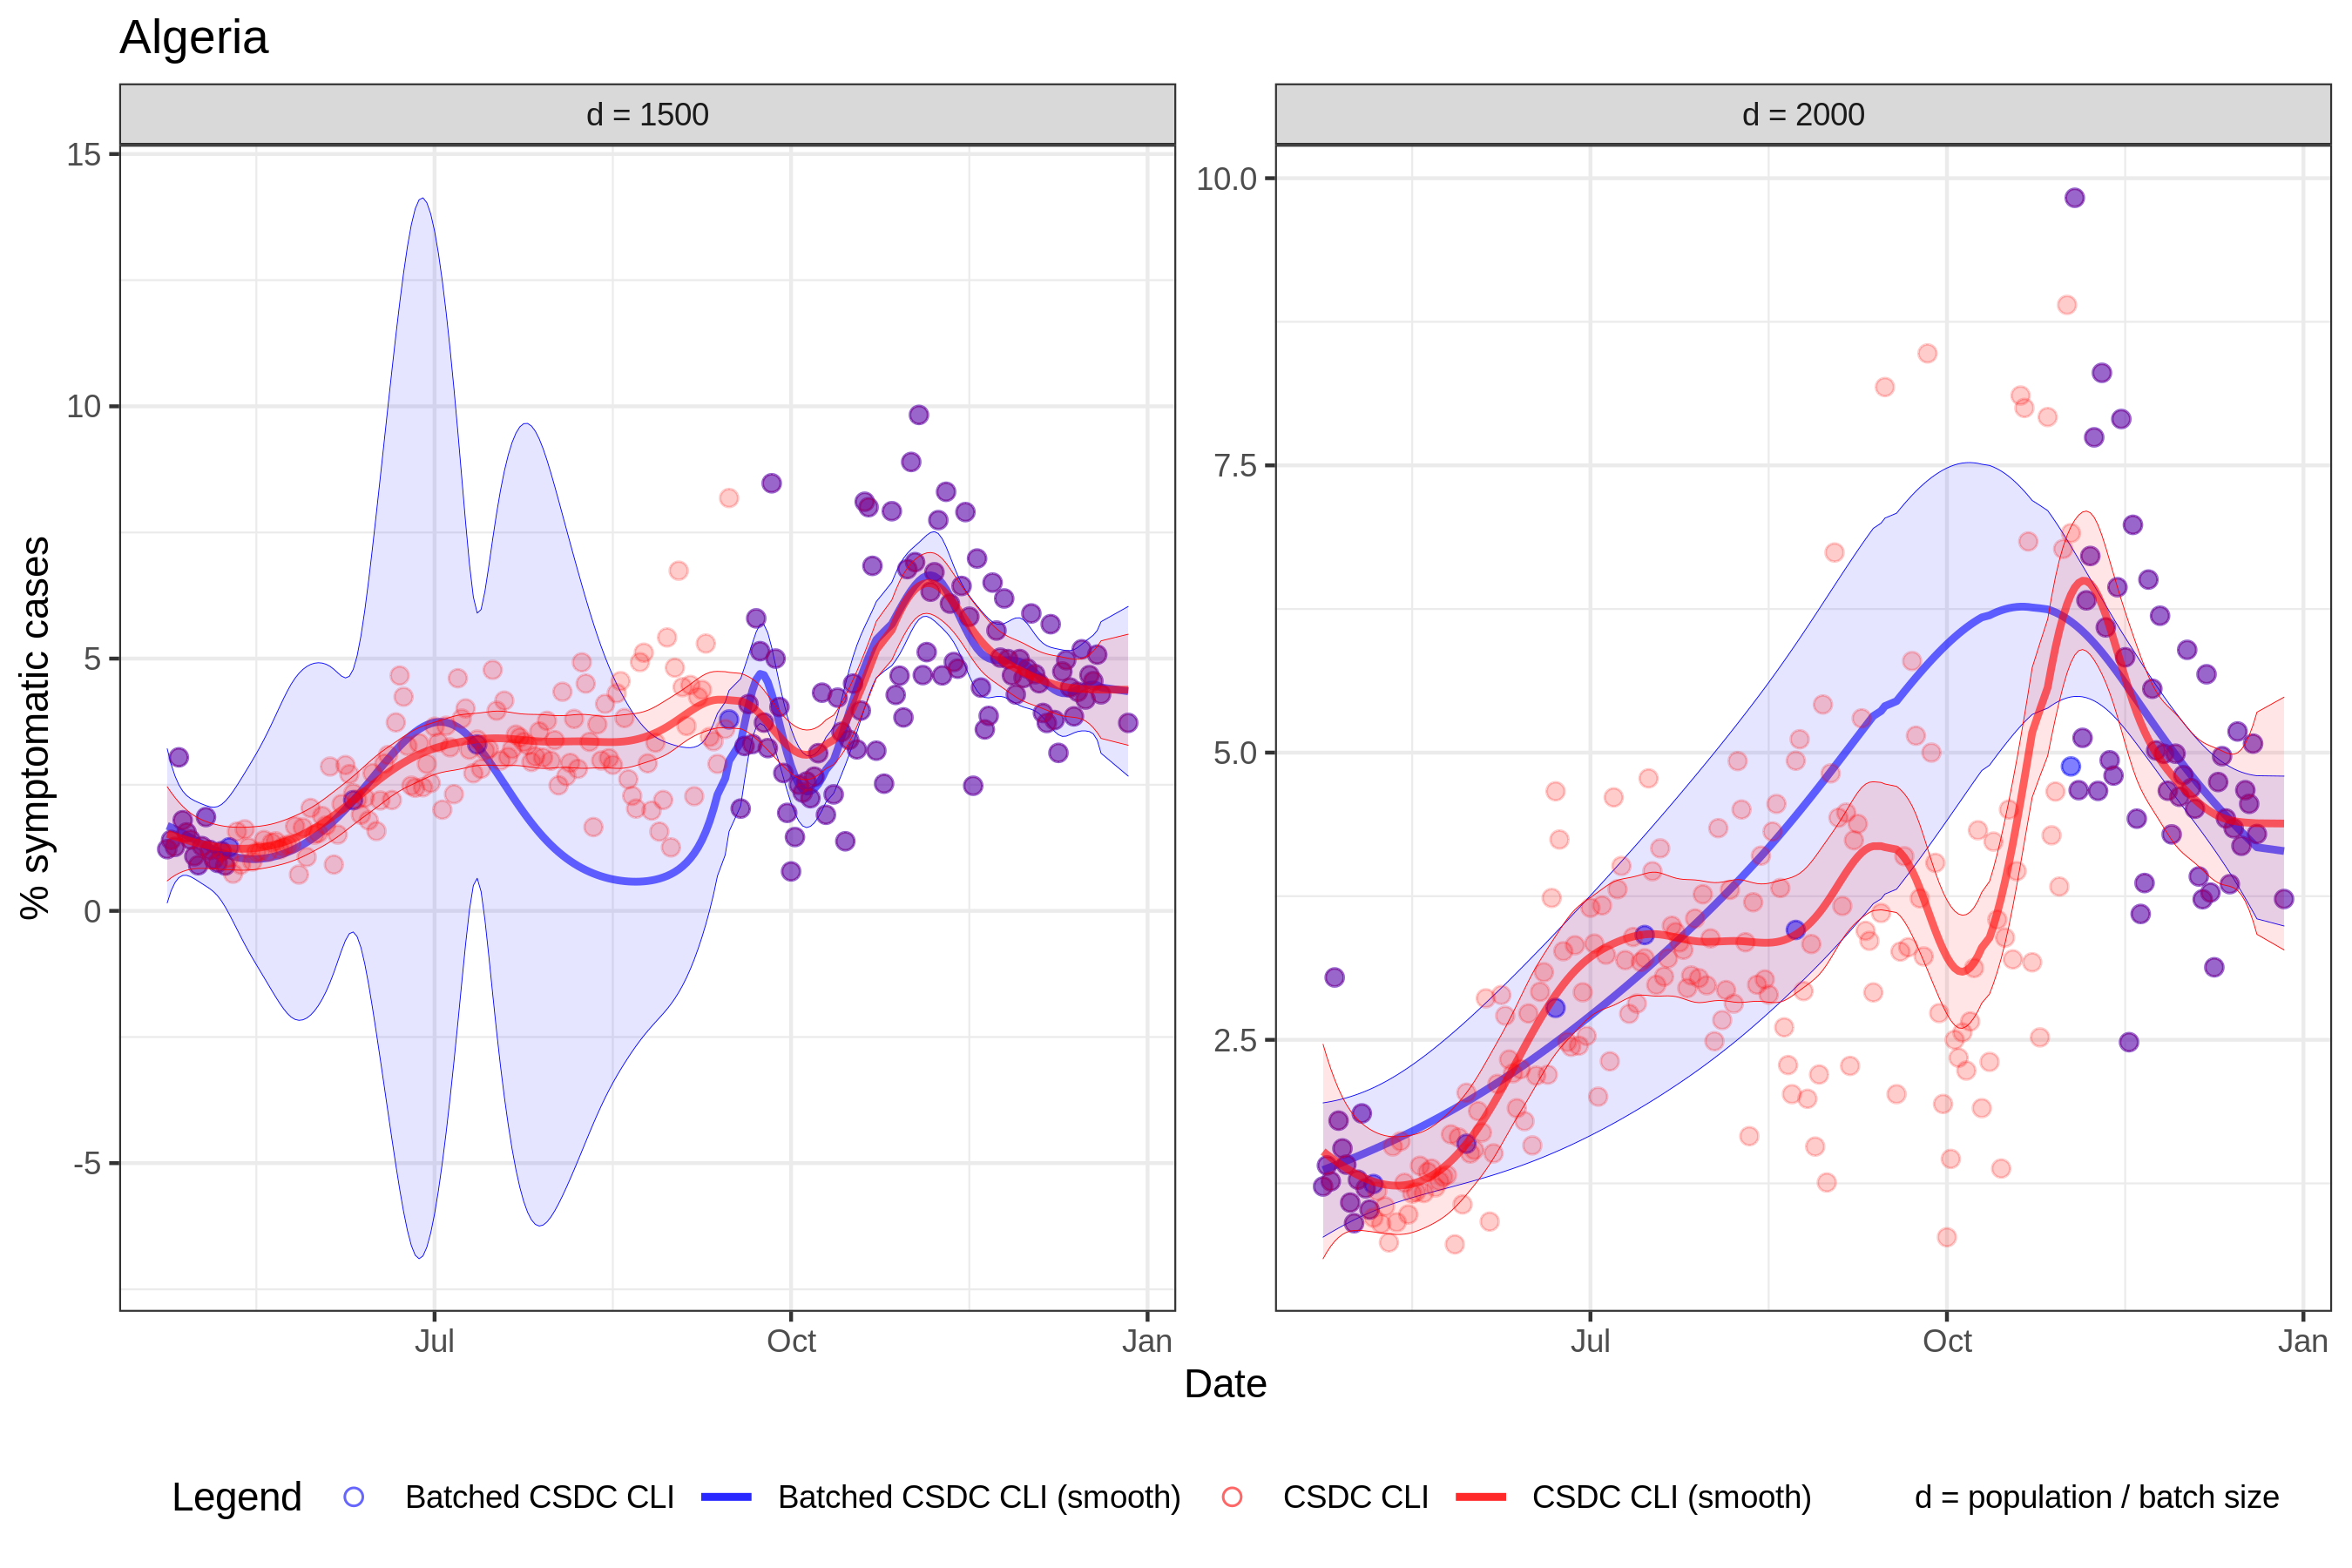 Algeria
d = 1500
d = 2000
15
10
5
0
-5
10.0
7.5
5.0
2.5
% symptomatic cases
Jul
Oct
Jan
Jul
Oct
Jan
Date
Legend
Batched CSDC CLI
Batched CSDC CLI (smooth)
CSDC CLI
CSDC CLI (smooth)
d = population / batch size